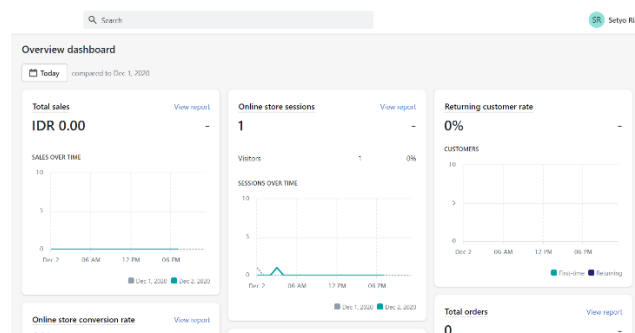 Search
SR Setyo Ri
Overview dashboard
Today compared to Dec 1, 2020
Total sales View report
IDR 0.00 -
SALES OVER TIME
10
5
0
Dec 2 06 AM 12 PM 06 PM
Dec 1, 2020 Dec 2, 2020
Online store conversion rate View report
Online store sessions View report
1 -
Visitors 1 0%
SESSIONS OVER TIME
10
5
0
Dec 2 06 AM 12 PM 06 PM
Dec 1, 2020 Dec 2, 2020
Returning customer rate
0% -
CUSTOMERS
10
5
0
Dec 2 06 AM 12 PM 06 PM
First-time Returning
Total orders View report
0 -